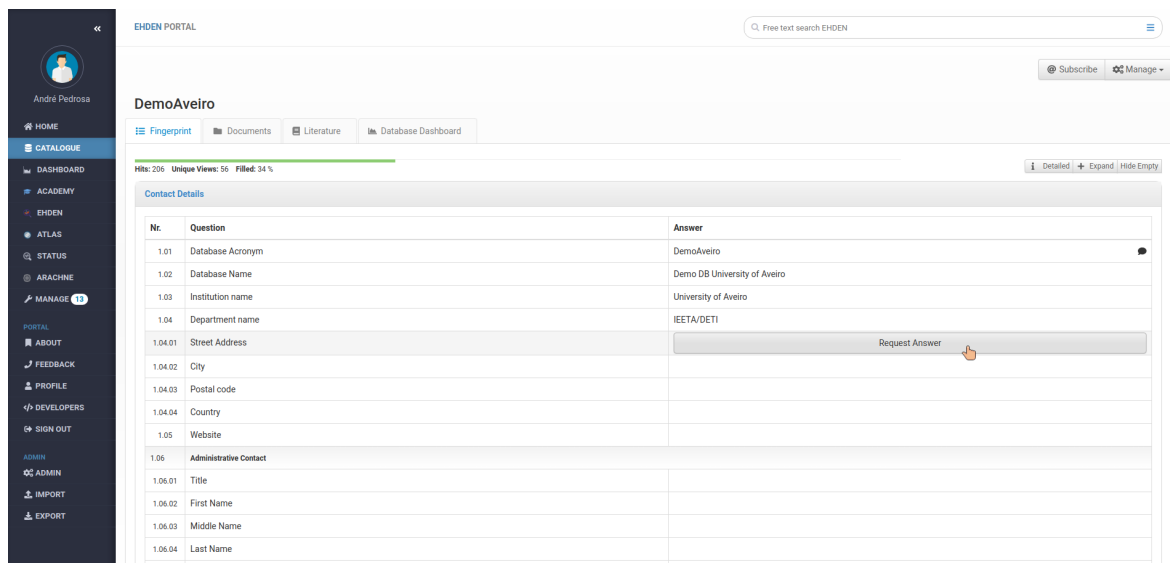 «
EHDEN PORTAL
Free text search EHDEN
@ Subscribe
Manage
André Pedrosa
DemoAveiro
HOME
CATALOGUE
DASHBOARD
ACADEMY
EHDEN
ATLAS
STATUS
ARACHNE
MANAGE 13
PORTAL
ABOUT
FEEDBACK
PROFILE
</> DEVELOPERS
SIGN OUT
ADMIN
ADMIN
IMPORT
EXPORT
Fingerprint Documents Literature Database Dashboard
Hits: 206 Unique Views: 56 Filled: 34 %
i Detailed + Expand Hide Empty
Contact Details
Nr. Question Answer
1.01 Database Acronym DemoAveiro
1.02 Database Name Demo DB University of Aveiro
1.03 Institution name University of Aveiro
1.04 Department name IEETA/DETI
1.04.01 Street Address Request Answer
1.04.02 City
1.04.03 Postal code
1.04.04 Country
1.05 Website
1.06 Administrative Contact
1.06.01 Title
1.06.02 First Name
1.06.03 Middle Name
1.06.04 Last Name